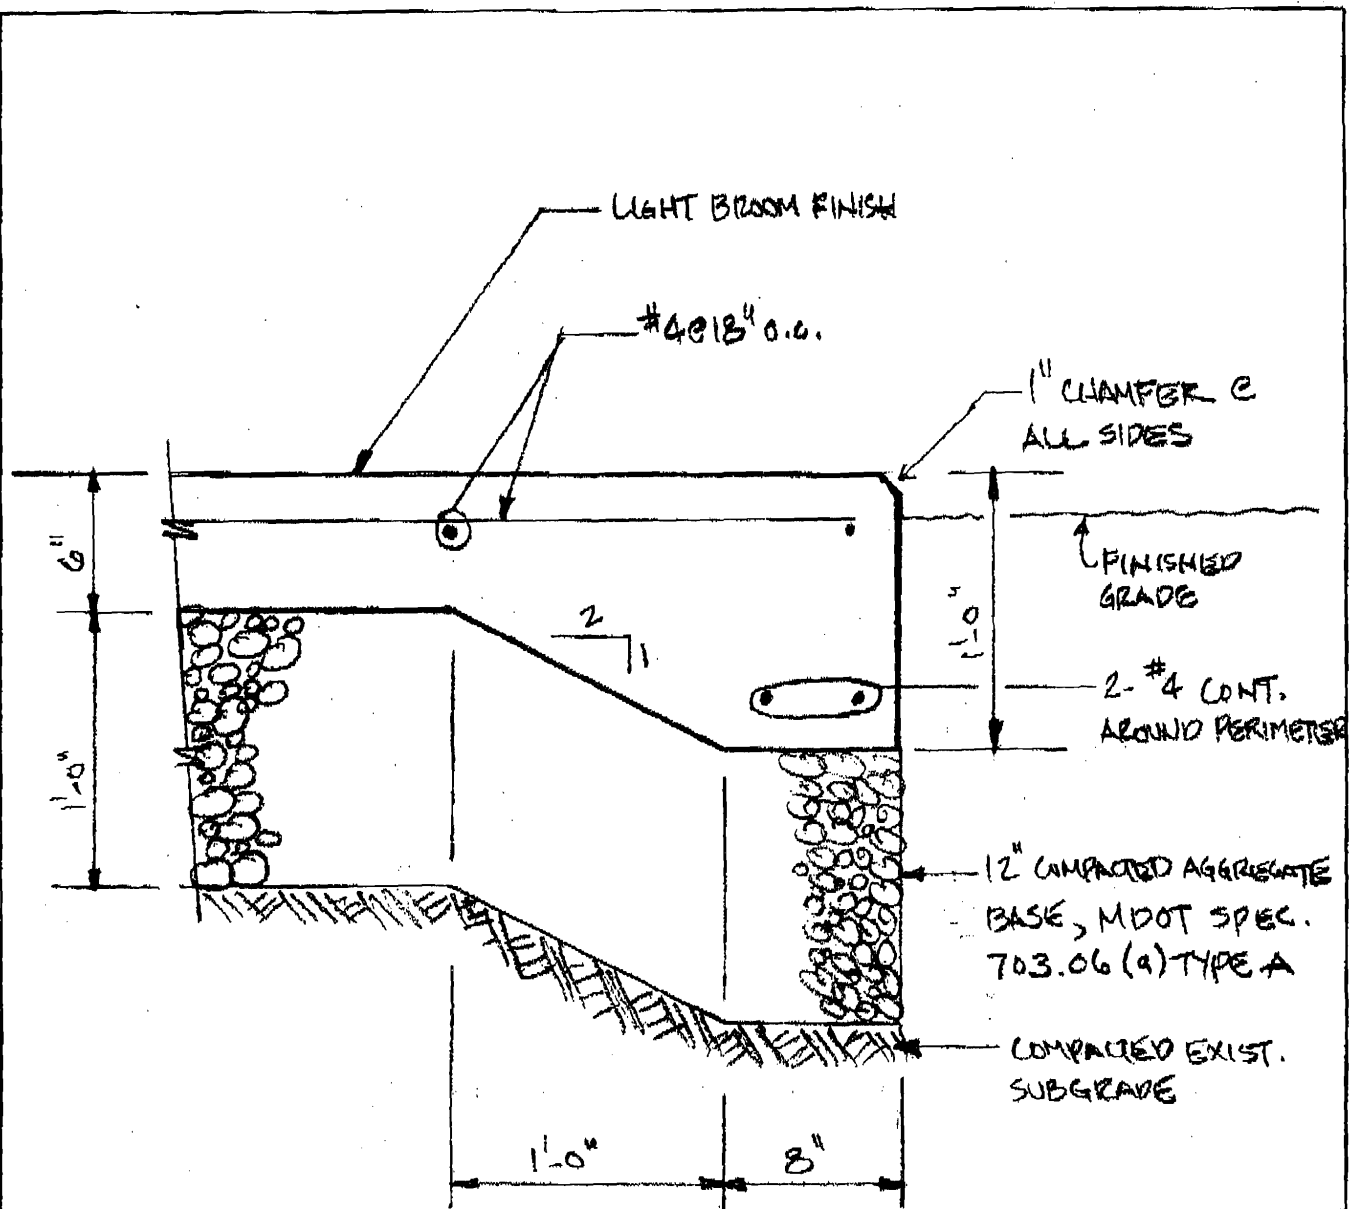 LIGHT BROOM FINISH
#4@18" o.c.
1" CHAMFER @
ALL SIDES
6"
FINISHED
GRADE
2
1
1'-0"
2-#4 CONT.
AROUND PERIMETER
1'-0"
12" COMPACTED AGGREGATE
BASE, MDOT SPEC.
703.06 (a) TYPE A
COMPACTED EXIST.
SUBGRADE
1'-0"
8"